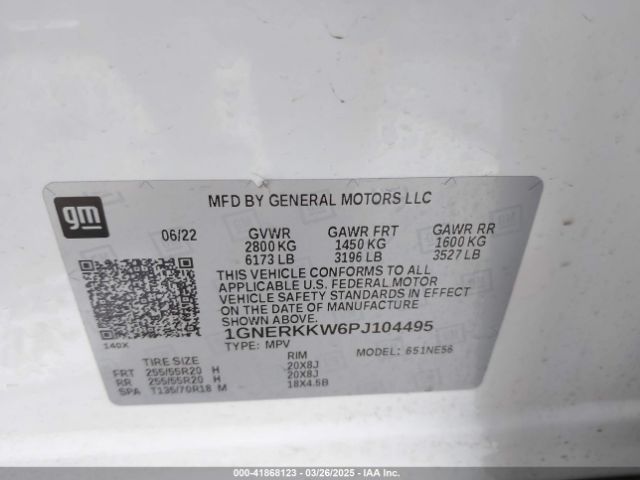 gm
MFD BY GENERAL MOTORS LLC
06/22 GVWR GAWR FRT GAWR RR
2800 KG 1450 KG 1600 KG
6173 LB 3196 LB 3527 LB
THIS VEHICLE CONFORMS TO ALL
APPLICABLE U.S. FEDERAL MOTOR
VEHICLE SAFETY STANDARDS IN EFFECT
ON THE DATE OF MANUFACTURE
SHOWN ABOVE.
1GNERKKW6PJ104495
TYPE: MPV MODEL: 651NE56
140X
TIRE SIZE RIM
FRT 255/55R20 H 20X8J
RR 255/55R20 H 20X8J
SPA T135/70R18 M 18X4.5B
000-41868123 — 03/26/2025 — IAA Inc.